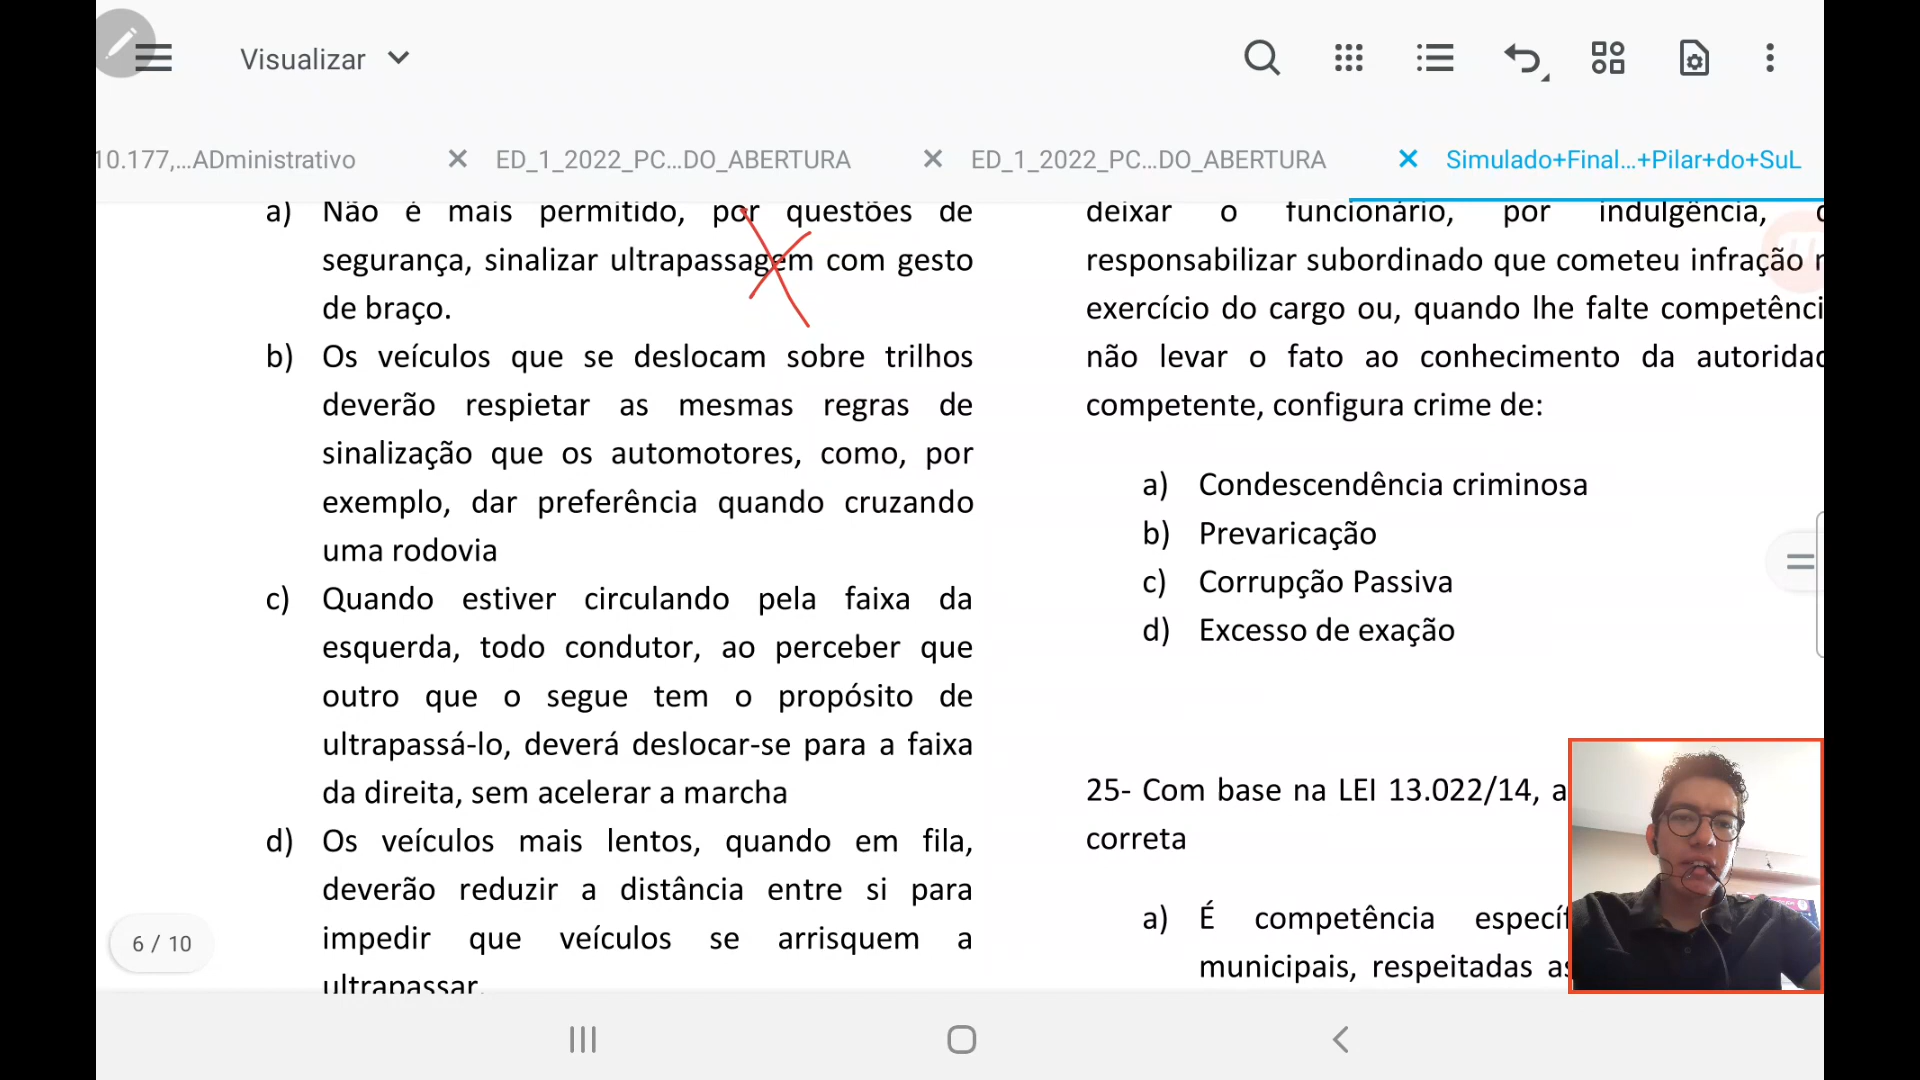 Visualizar
10.177,...ADministrativo
ED_1_2022_PC...DO_ABERTURA
ED_1_2022_PC...DO_ABERTURA
Simulado+Final...+Pilar+do+SuL
a) Não é mais permitido, por questões de
segurança, sinalizar ultrapassagem com gesto
de braço.
b) Os veículos que se deslocam sobre trilhos
deverão respietar as mesmas regras de
sinalização que os automotores, como, por
exemplo, dar preferência quando cruzando
uma rodovia
c) Quando estiver circulando pela faixa da
esquerda, todo condutor, ao perceber que
outro que o segue tem o propósito de
ultrapassá-lo, deverá deslocar-se para a faixa
da direita, sem acelerar a marcha
d) Os veículos mais lentos, quando em fila,
deverão reduzir a distância entre si para
impedir que veículos se arrisquem a
ultrapassar.
deixar o funcionário, por indulgência,
responsabilizar subordinado que cometeu infração
exercício do cargo ou, quando lhe falte competênci
não levar o fato ao conhecimento da autoridad
competente, configura crime de:
a) Condescendência criminosa
b) Prevaricação
c) Corrupção Passiva
d) Excesso de exação
25- Com base na LEI 13.022/14, a
correta
a) É competência específ
municipais, respeitadas as
6 / 10